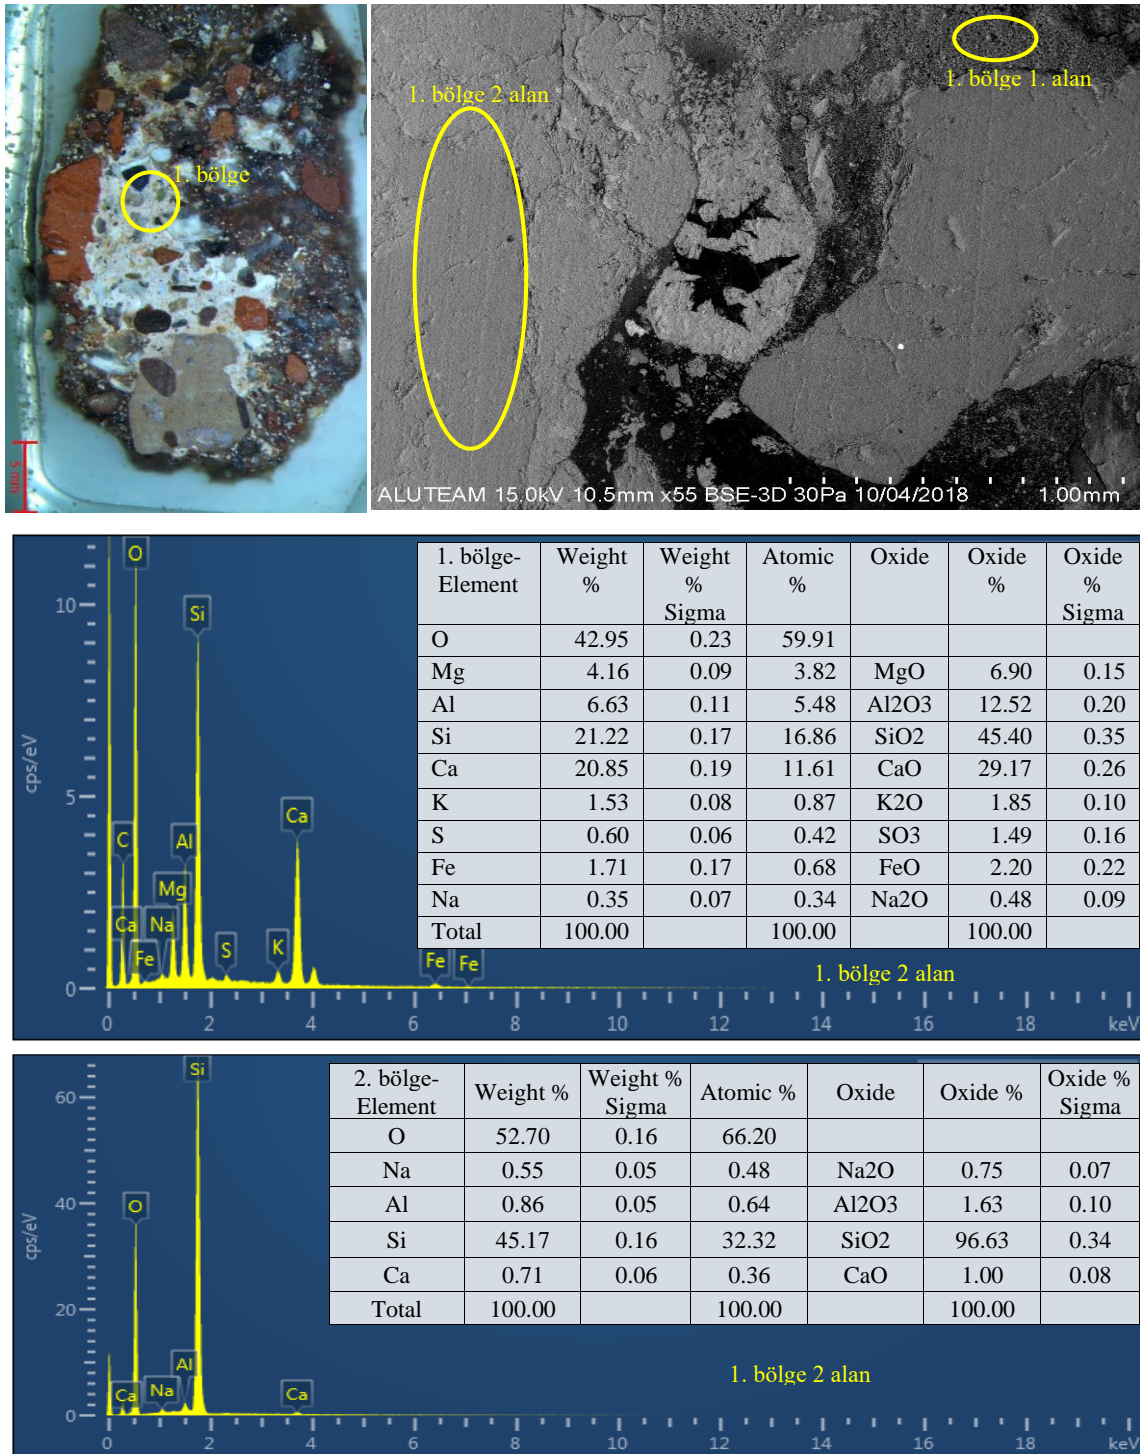 1. bölge
5 mm
1. bölge 2 alan
1. bölge 1. alan
ALUTEAM 15.0kV 10.5mm x55 BSE-3D 30Pa 10/04/2018 1.00mm
1. bölge-Element Weight % Weight % Sigma Atomic % Oxide Oxide % Oxide % Sigma
O 42.95 0.23 59.91
Mg 4.16 0.09 3.82 MgO 6.90 0.15
Al 6.63 0.11 5.48 Al2O3 12.52 0.20
Si 21.22 0.17 16.86 SiO2 45.40 0.35
Ca 20.85 0.19 11.61 CaO 29.17 0.26
K 1.53 0.08 0.87 K2O 1.85 0.10
S 0.60 0.06 0.42 SO3 1.49 0.16
Fe 1.71 0.17 0.68 FeO 2.20 0.22
Na 0.35 0.07 0.34 Na2O 0.48 0.09
Total 100.00 100.00 100.00
1. bölge 2 alan
cps/eV
10
5
0
O
Si
C
Al
Ca
Mg
Ca
Na
Fe
S
K
Fe
Fe
0 2 4 6 8 10 12 14 16 18 keV
2. bölge-Element Weight % Weight % Sigma Atomic % Oxide Oxide % Oxide % Sigma
O 52.70 0.16 66.20
Na 0.55 0.05 0.48 Na2O 0.75 0.07
Al 0.86 0.05 0.64 Al2O3 1.63 0.10
Si 45.17 0.16 32.32 SiO2 96.63 0.34
Ca 0.71 0.06 0.36 CaO 1.00 0.08
Total 100.00 100.00 100.00
1. bölge 2 alan
cps/eV
60
40
20
0
Si
O
Al
Ca
Na
Ca
0 2 4 6 8 10 12 14 16 18 keV